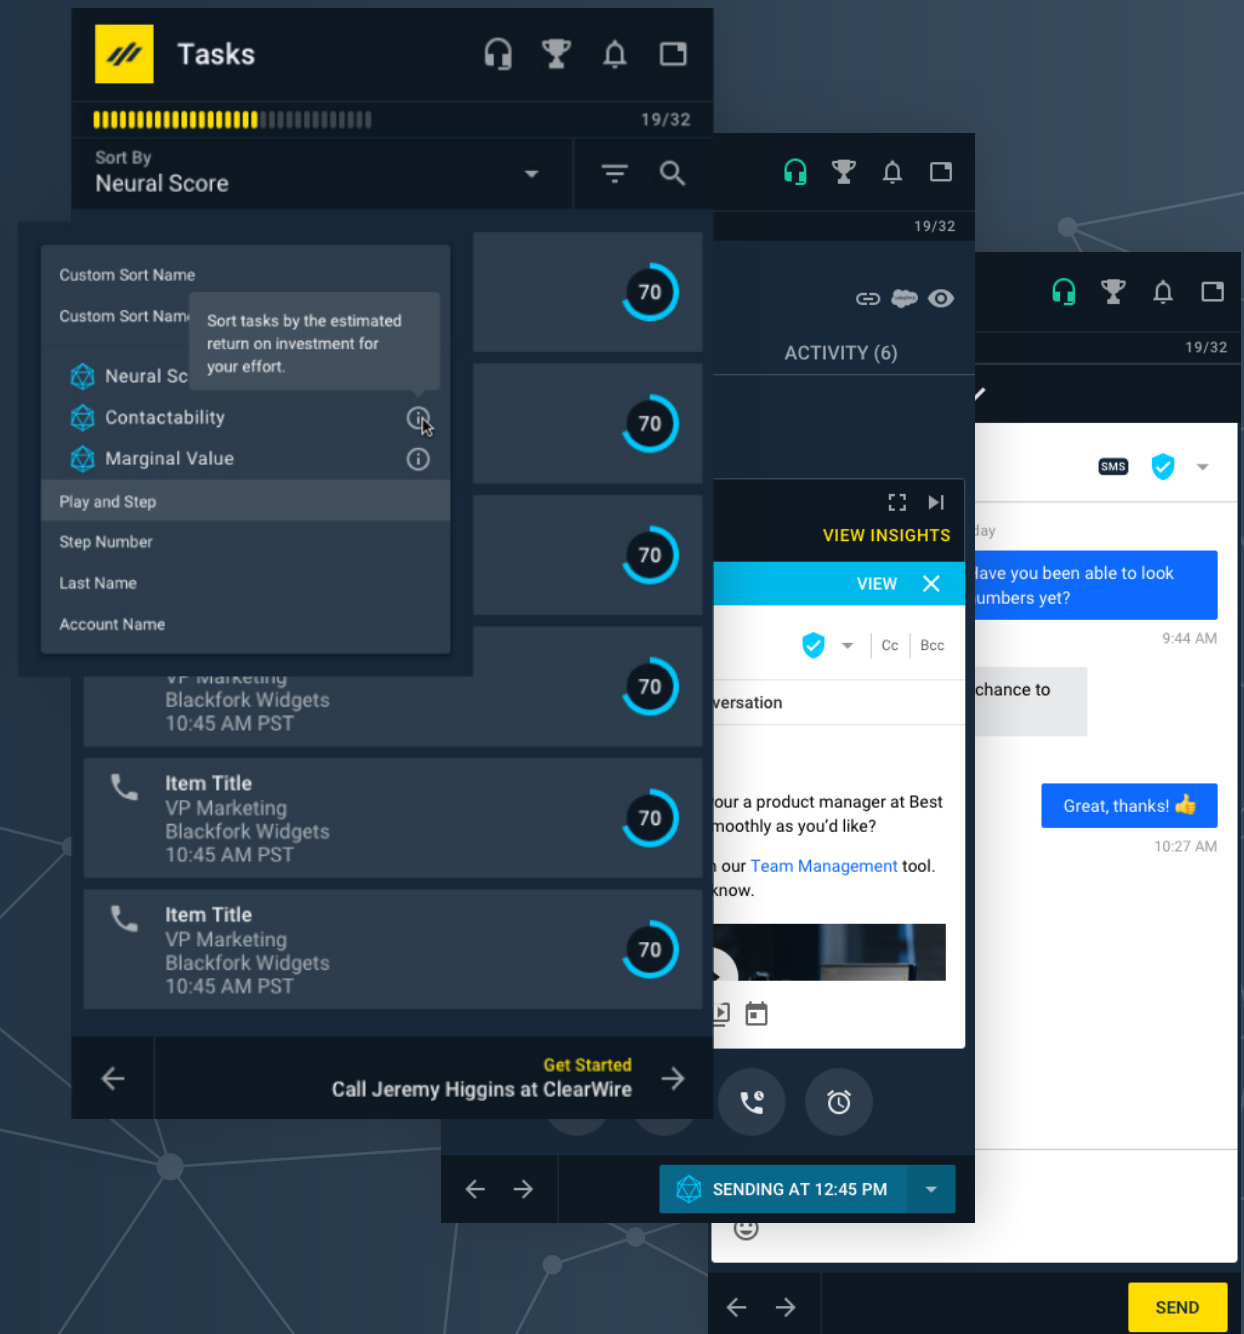 Tasks
19/32
Sort By
Neural Score
Custom Sort Name
Custom Sort Nam
Sort tasks by the estimated
return on investment for
your effort.
Neural Sc
Contactability
Marginal Value
Play and Step
Step Number
Last Name
Account Name
70
70
70
70
VP Marketing
Blackfork Widgets
10:45 AM PST
Item Title
VP Marketing
Blackfork Widgets
10:45 AM PST
70
Item Title
VP Marketing
Blackfork Widgets
10:45 AM PST
70
Get Started
Call Jeremy Higgins at ClearWire
19/32
ACTIVITY (6)
VIEW INSIGHTS
VIEW
Cc
Bcc
versation
our a product manager at Best
moothly as you'd like?
our Team Management tool.
know.
SENDING AT 12:45 PM
19/32
SMS
day
Have you been able to look
umbers yet?
9:44 AM
chance to
Great, thanks! 👍
10:27 AM
SEND